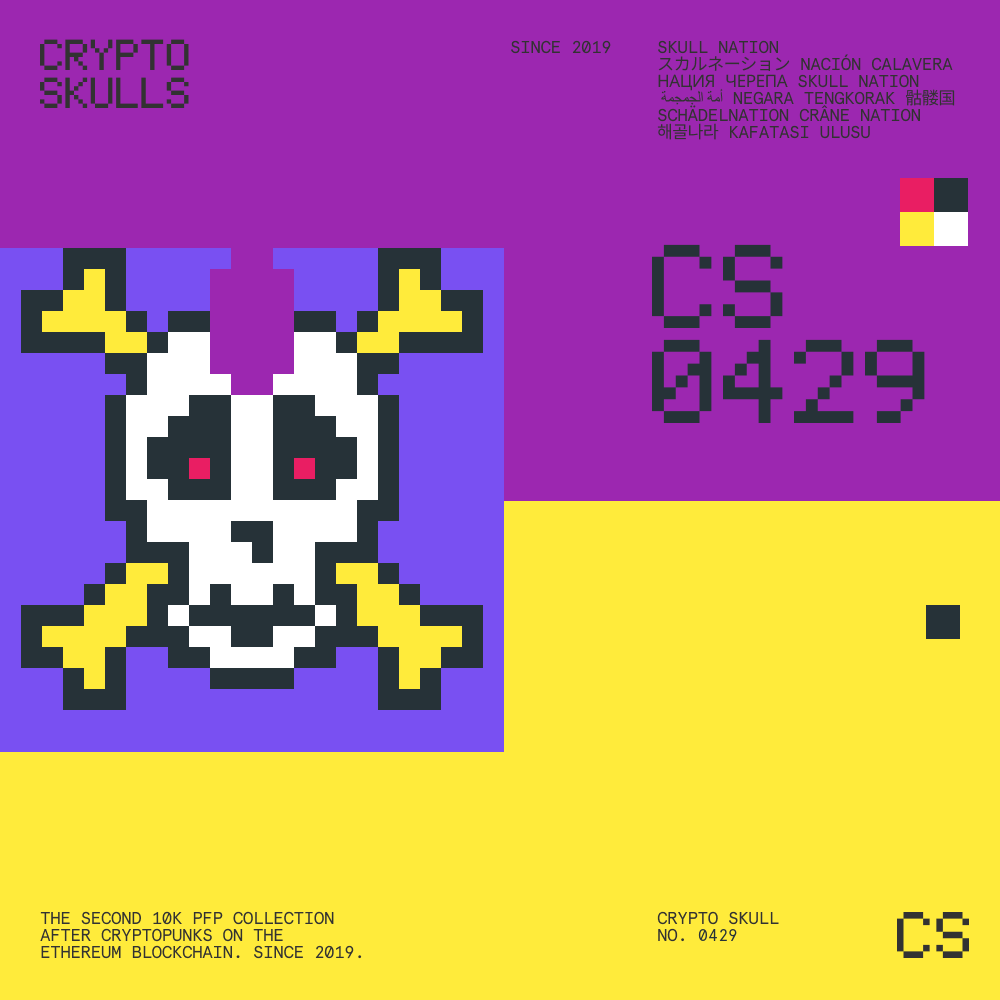 CRYPTO
SKULLS
SINCE 2019
SKULL NATION
スカルネーション NACIÓN CALAVERA
НАЦИЯ ЧЕРЕПА SKULL NATION
أمة الجمجمة NEGARA TENGKORAK 骷髅国
SCHÄDELNATION CRÂNE NATION
해골나라 KAFATASI ULUSU
CS
0429
THE SECOND 10K PFP COLLECTION
AFTER CRYPTOPUNKS ON THE
ETHEREUM BLOCKCHAIN. SINCE 2019.
CRYPTO SKULL
NO. 0429
CS